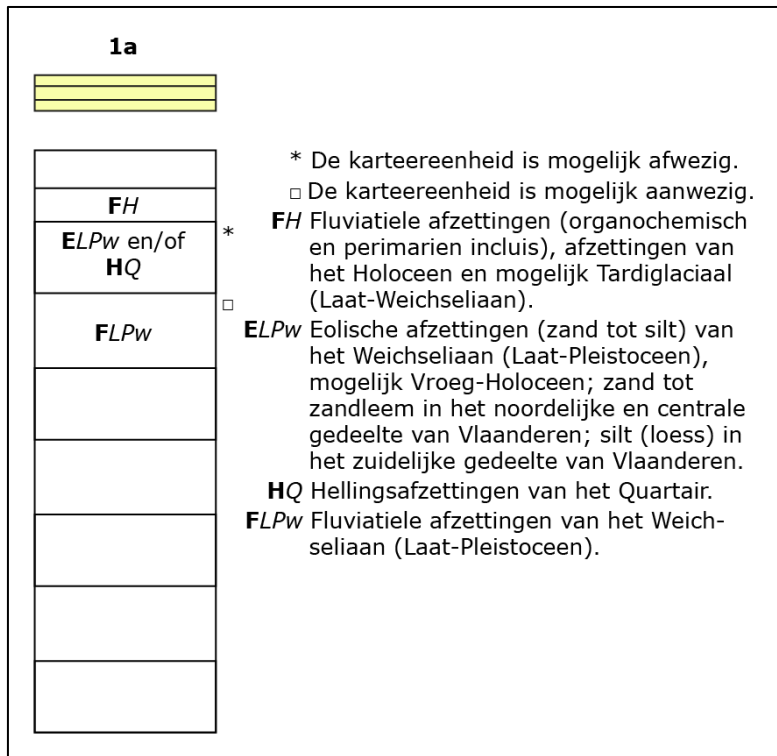 1a
FH
ELPw en/of
HQ
*
□
FLPw
* De karteereenheid is mogelijk afwezig.
□ De karteereenheid is mogelijk aanwezig.
FH Fluviatiele afzettingen (organochemisch
en perimarien incluis), afzettingen van
het Holoceen en mogelijk Tardiglaciaal
(Laat-Weichseliaan).
ELPw Eolische afzettingen (zand tot silt) van
het Weichseliaan (Laat-Pleistoceen),
mogelijk Vroeg-Holoceen; zand tot
zandleem in het noordelijke en centrale
gedeelte van Vlaanderen; silt (loess) in
het zuidelijke gedeelte van Vlaanderen.
HQ Hellingsafzettingen van het Quartair.
FLPw Fluviatiele afzettingen van het Weich-
seliaan (Laat-Pleistoceen).